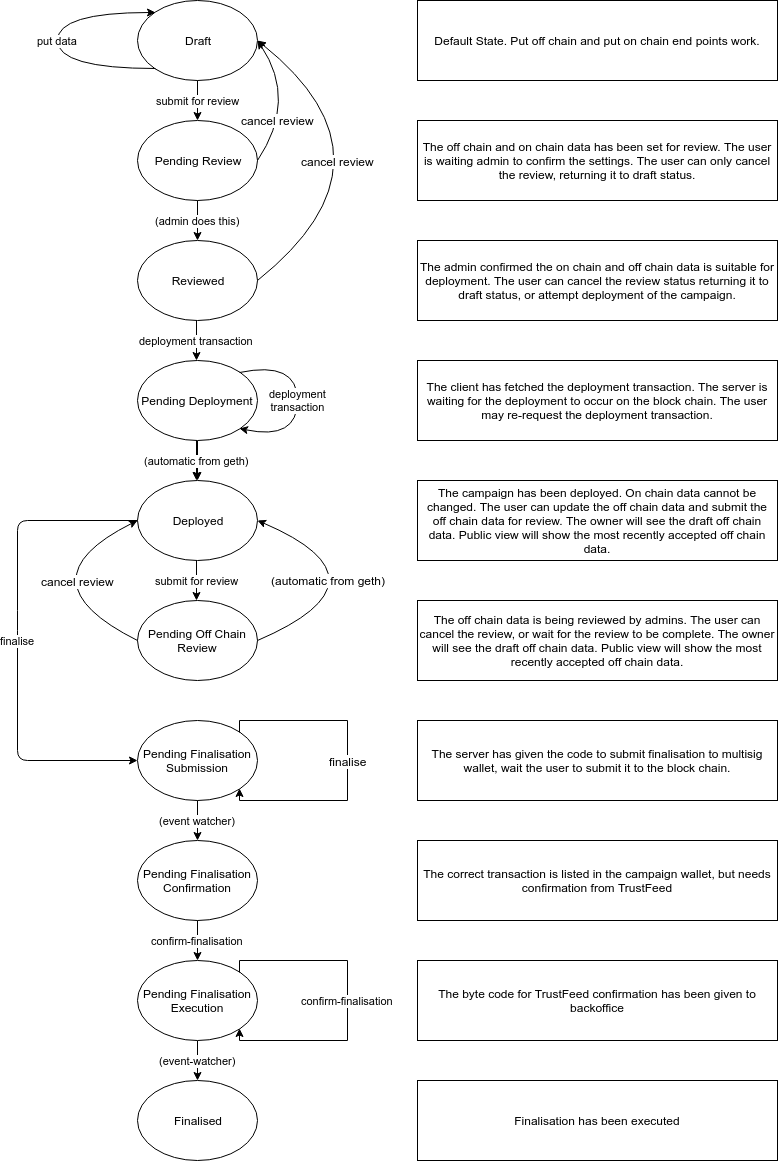 Draft
put data
Default State. Put off chain and put on chain end points work.
submit for review
cancel review
Pending Review
cancel review
The off chain and on chain data has been set for review. The user
is waiting admin to confirm the settings. The user can only cancel
the review, returning it to draft status.
(admin does this)
Reviewed
The admin confirmed the on chain and off chain data is suitable for
deployment. The user can cancel the review status returning it to
draft status, or attempt deployment of the campaign.
deployment transaction
Pending Deployment
deployment
transaction
The client has fetched the deployment transaction. The server is
waiting for the deployment to occur on the block chain. The user
may re-request the deployment transaction.
(automatic from geth)
Deployed
The campaign has been deployed. On chain data cannot be
changed. The user can update the off chain data and submit the
off chain data for review. The owner will see the draft off chain
data. Public view will show the most recently accepted off chain
data.
cancel review
submit for review
(automatic from geth)
finalise
Pending Off Chain
Review
The off chain data is being reviewed by admins. The user can
cancel the review, or wait for the review to be complete. The owner
will see the draft off chain data. Public view will show the most
recently accepted off chain data.
Pending Finalisation
Submission
finalise
The server has given the code to submit finalisation to multisig
wallet, wait the user to submit it to the block chain.
(event watcher)
Pending Finalisation
Confirmation
The correct transaction is listed in the campaign wallet, but needs
confirmation from TrustFeed
confirm-finalisation
Pending Finalisation
Execution
confirm-finalisation
The byte code for TrustFeed confirmation has been given to
backoffice
(event-watcher)
Finalised
Finalisation has been executed